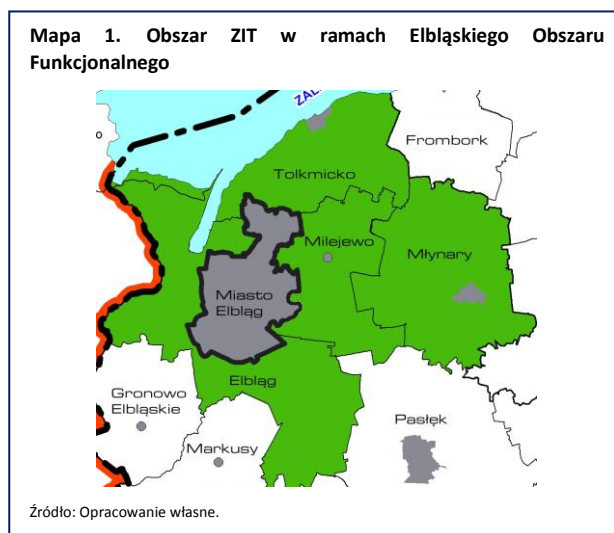 Mapa 1. Obszar ZIT w ramach Elbląskiego Obszaru
Funkcjonalnego
ZAL
Frombork
Tolkmicko
Milejewo
Młynary
Miasto
Elbląg
Elbląg
Gronowo
Elbląskie
Pasłęk
Markusy
Źródło: Opracowanie własne.